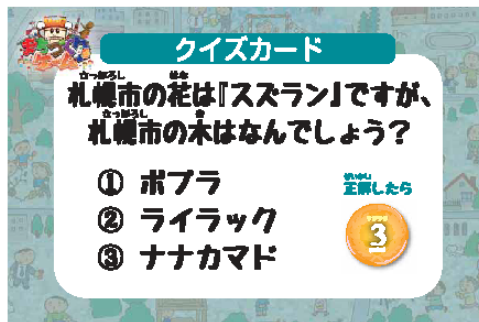 クイズカード
札幌市の花は『スズラン』ですが、
札幌市の木はなんでしょう？
① ポプラ
② ライラック
③ ナナカマド
正解したら
3